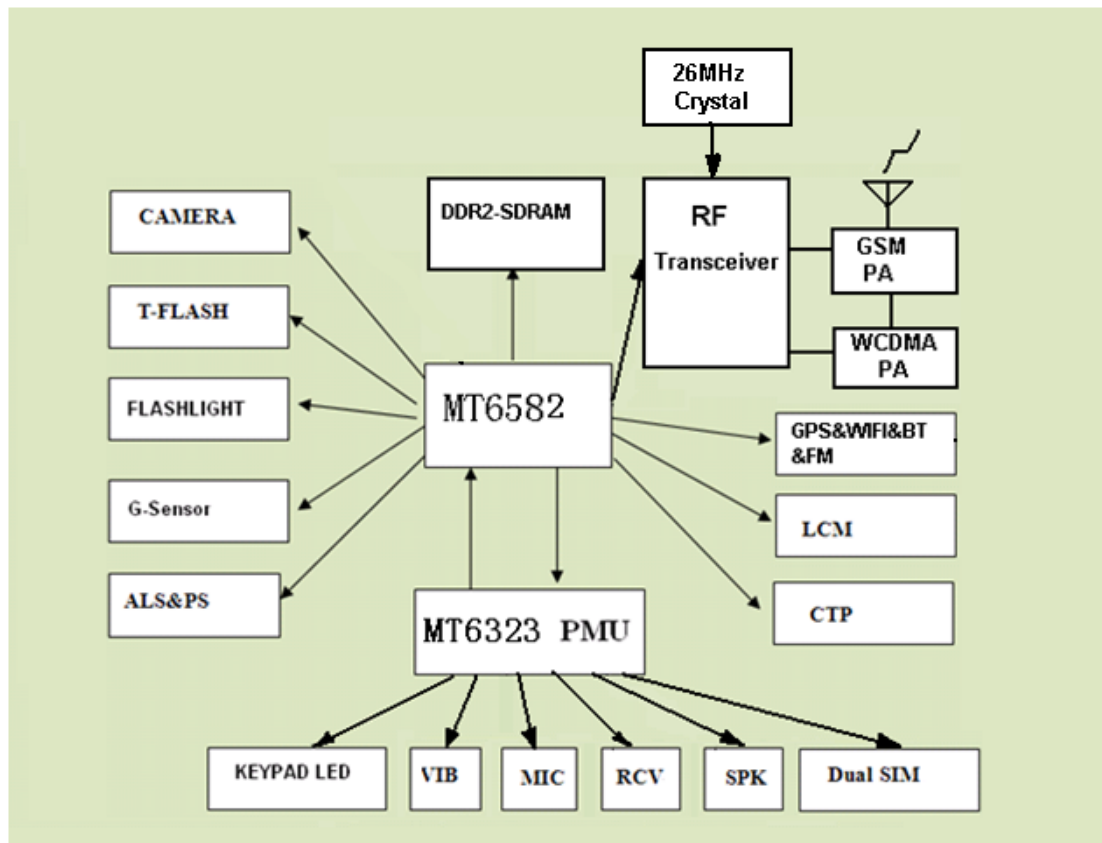 26MHz
Crystal
CAMERA
DDR2-SDRAM
RF
Transceiver
GSM
PA
T-FLASH
WCDMA
PA
FLASHLIGHT
MT6582
GPS&WIFI&BT
&FM
G-Sensor
LCM
ALS&PS
MT6323 PMU
CTP
KEYPAD LED
VIB
MIC
RCV
SPK
Dual SIM